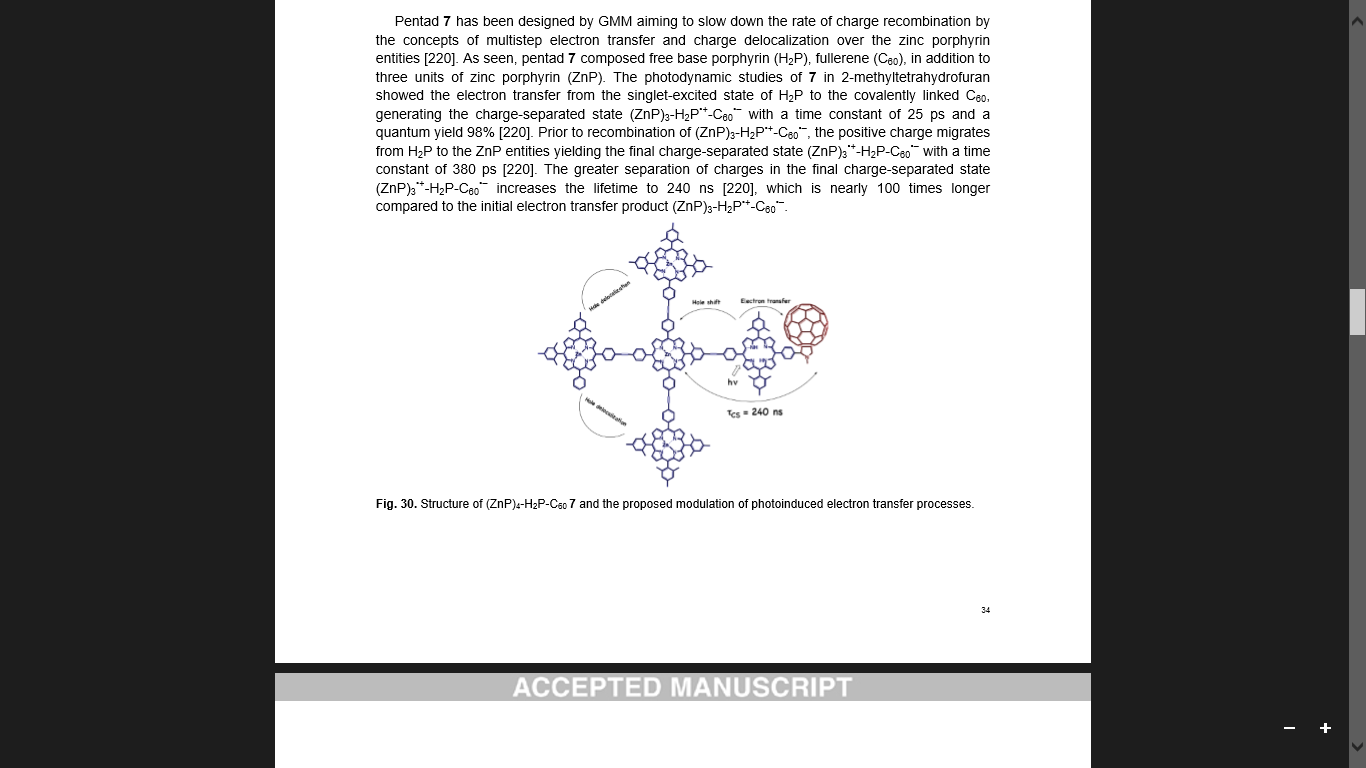 Pentad 7 has been designed by GMM aiming to slow down the rate of charge recombination by
the concepts of multistep electron transfer and charge delocalization over the zinc porphyrin
entities [220]. As seen, pentad 7 composed free base porphyrin (H₂P), fullerene (C₆₀), in addition to
three units of zinc porphyrin (ZnP). The photodynamic studies of 7 in 2-methyltetrahydrofuran
showed the electron transfer from the singlet-excited state of H₂P to the covalently linked C₆₀,
generating the charge-separated state (ZnP)₃-H₂P•⁺-C₆₀•⁻ with a time constant of 25 ps and a
quantum yield 98% [220]. Prior to recombination of (ZnP)₃-H₂P•⁺-C₆₀•⁻, the positive charge migrates
from H₂P to the ZnP entities yielding the final charge-separated state (ZnP)₃•⁺-H₂P-C₆₀•⁻ with a time
constant of 380 ps [220]. The greater separation of charges in the final charge-separated state
(ZnP)₃•⁺-H₂P-C₆₀•⁻ increases the lifetime to 240 ns [220], which is nearly 100 times longer
compared to the initial electron transfer product (ZnP)₃-H₂P•⁺-C₆₀•⁻.
Hole delocalization
Hole shift
Electron transfer
Zn
Zn
Zn
NH
N
N
HN
hv
τCS = 240 ns
Hole delocalization
Zn
Fig. 30. Structure of (ZnP)₄-H₂P-C₆₀ 7 and the proposed modulation of photoinduced electron transfer processes.
34
ACCEPTED MANUSCRIPT